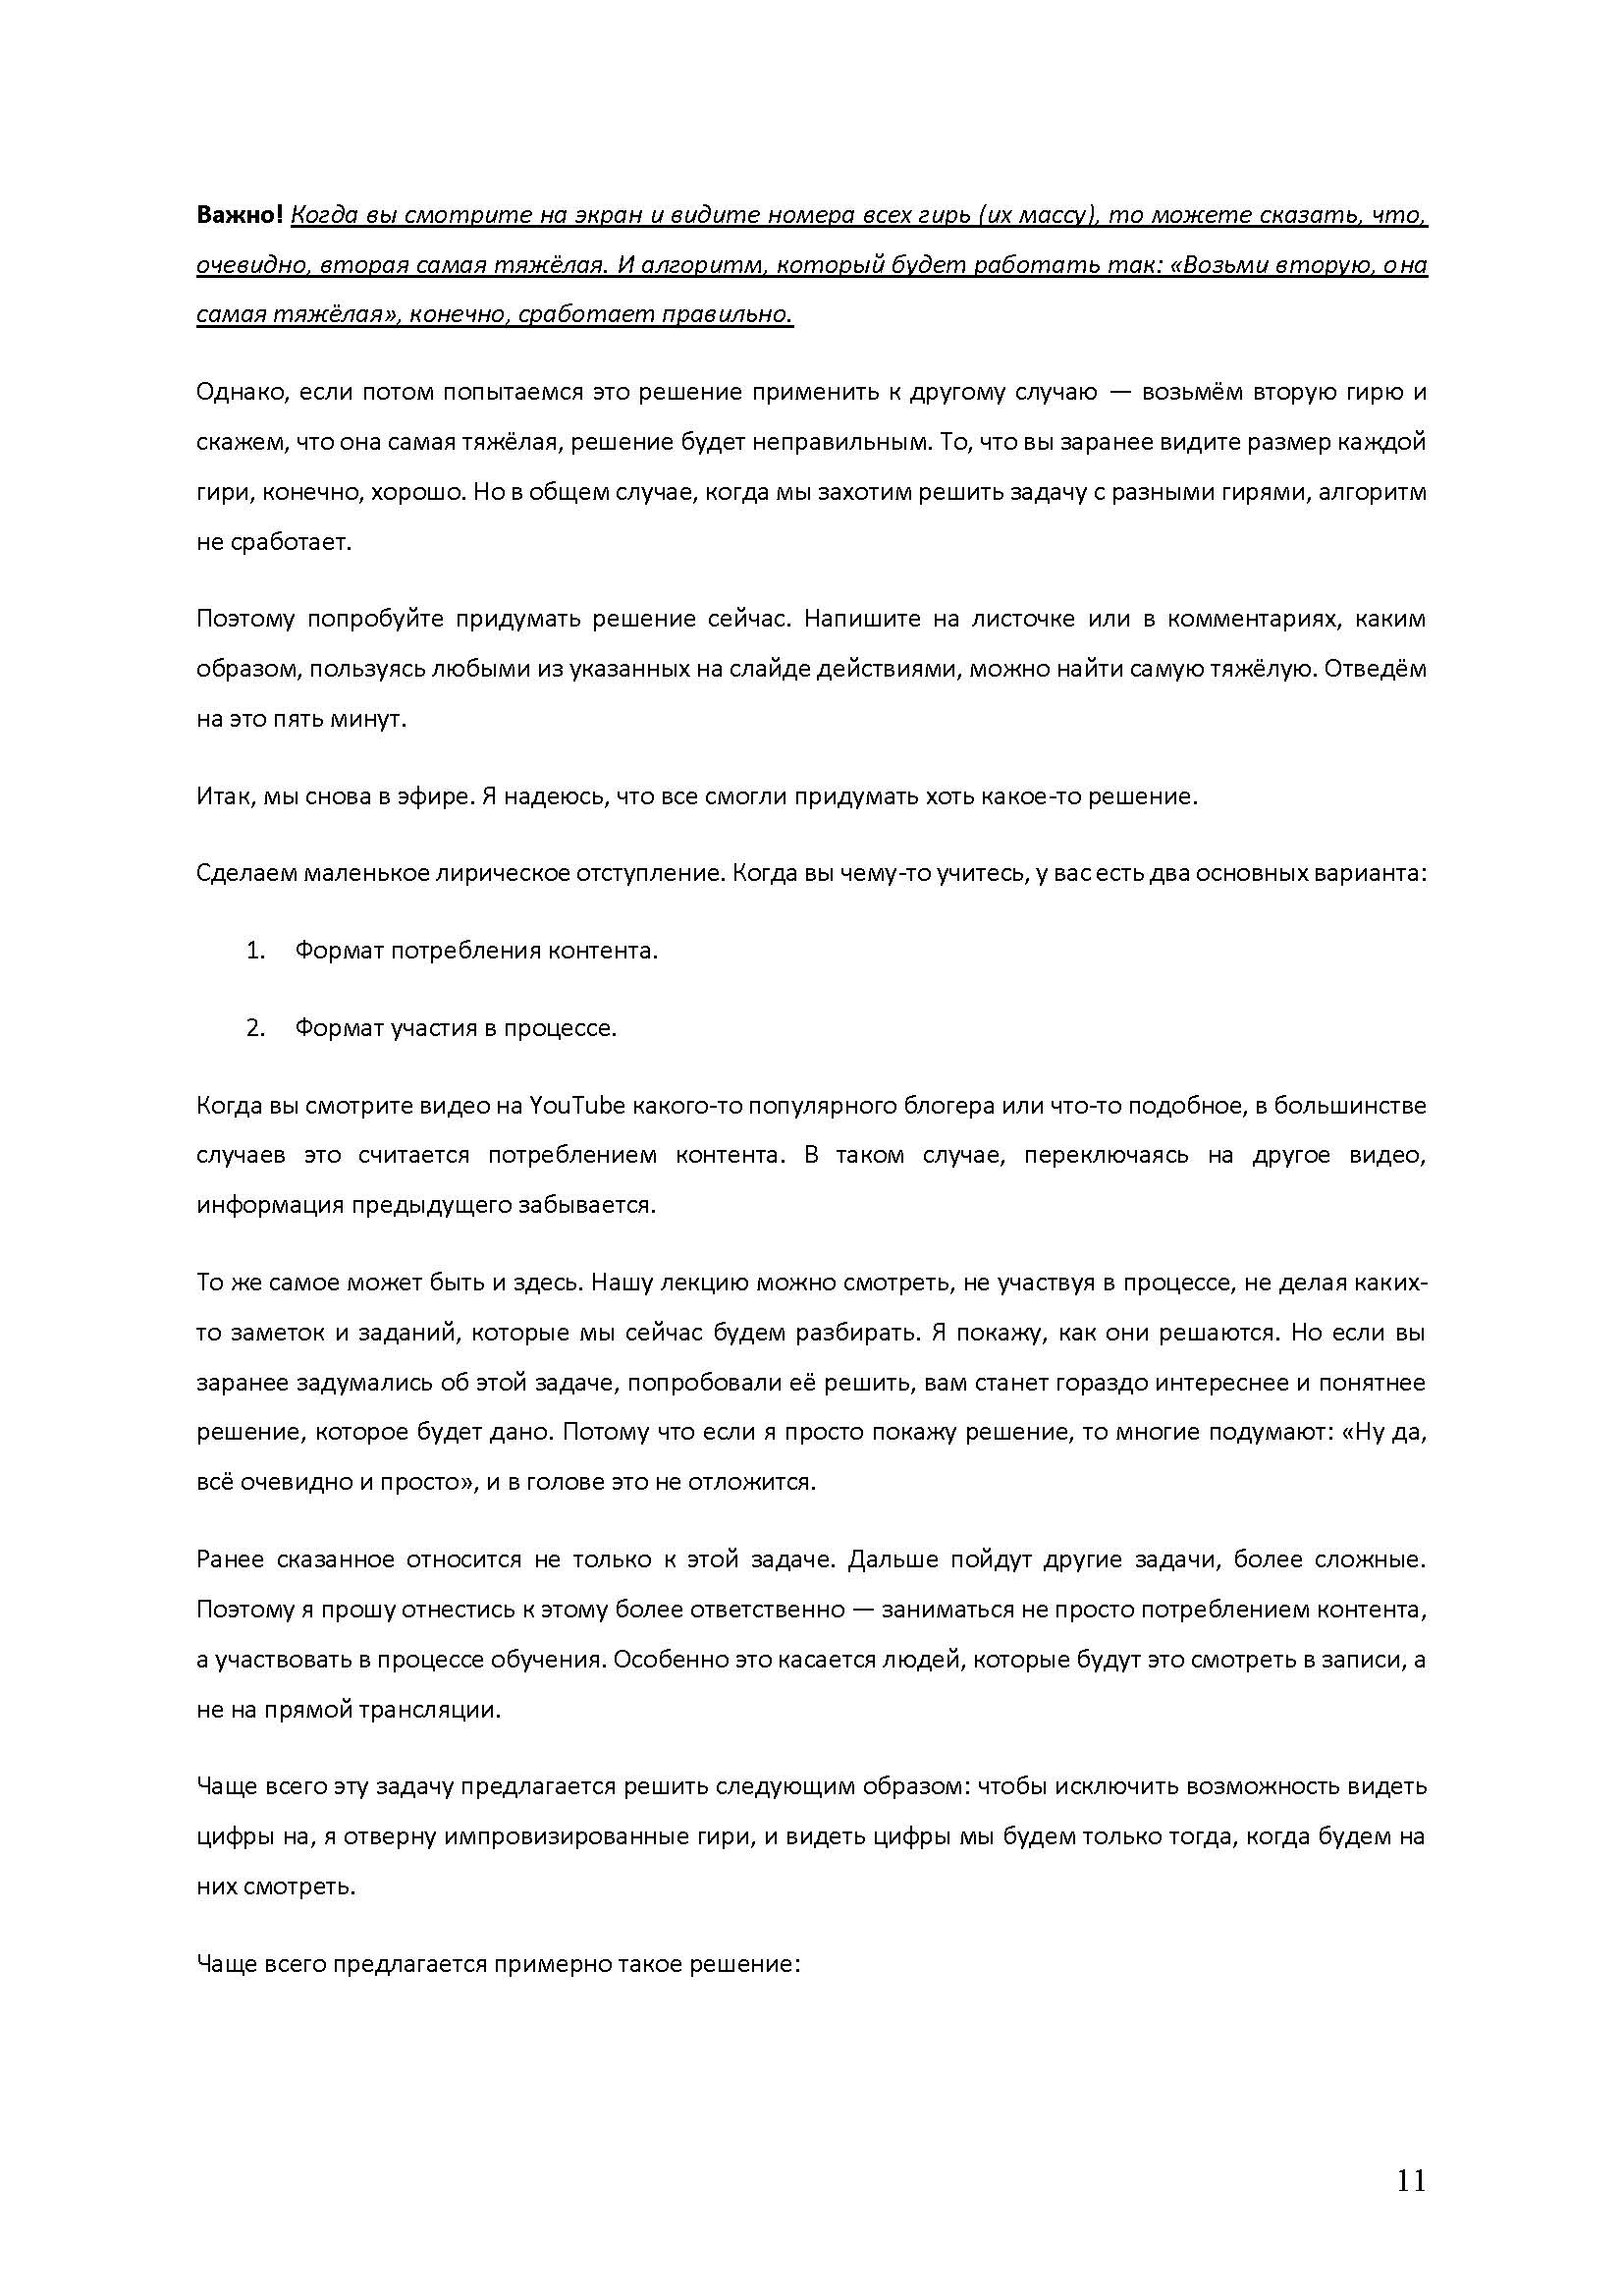 Важно! Когда вы смотрите на экран и видите номера всех гирь (их массу), то можете сказать, что,
очевидно, вторая самая тяжёлая. И алгоритм, который будет работать так: «Возьми вторую, она
самая тяжёлая», конечно, сработает правильно.
Однако, если потом попытаемся это решение применить к другому случаю — возьмём вторую гирю и
скажем, что она самая тяжёлая, решение будет неправильным. То, что вы заранее видите размер каждой
гири, конечно, хорошо. Но в общем случае, когда мы захотим решить задачу с разными гирями, алгоритм
не сработает.
Поэтому попробуйте придумать решение сейчас. Напишите на листочке или в комментариях, каким
образом, пользуясь любыми из указанных на слайде действиями, можно найти самую тяжёлую. Отведём
на это пять минут.
Итак, мы снова в эфире. Я надеюсь, что все смогли придумать хоть какое-то решение.
Сделаем маленькое лирическое отступление. Когда вы чему-то учитесь, у вас есть два основных варианта:
1. Формат потребления контента.
2. Формат участия в процессе.
Когда вы смотрите видео на YouTube какого-то популярного блогера или что-то подобное, в большинстве
случаев это считается потреблением контента. В таком случае, переключаясь на другое видео,
информация предыдущего забывается.
То же самое может быть и здесь. Нашу лекцию можно смотреть, не участвуя в процессе, не делая каких-
то заметок и заданий, которые мы сейчас будем разбирать. Я покажу, как они решаются. Но если вы
заранее задумались об этой задаче, попробовали её решить, вам станет гораздо интереснее и понятнее
решение, которое будет дано. Потому что если я просто покажу решение, то многие подумают: «Ну да,
всё очевидно и просто», и в голове это не отложится.
Ранее сказанное относится не только к этой задаче. Дальше пойдут другие задачи, более сложные.
Поэтому я прошу отнестись к этому более ответственно — заниматься не просто потреблением контента,
а участвовать в процессе обучения. Особенно это касается людей, которые будут это смотреть в записи, а
не на прямой трансляции.
Чаще всего эту задачу предлагается решить следующим образом: чтобы исключить возможность видеть
цифры на, я отверну импровизированные гири, и видеть цифры мы будем только тогда, когда будем на
них смотреть.
Чаще всего предлагается примерно такое решение:
11